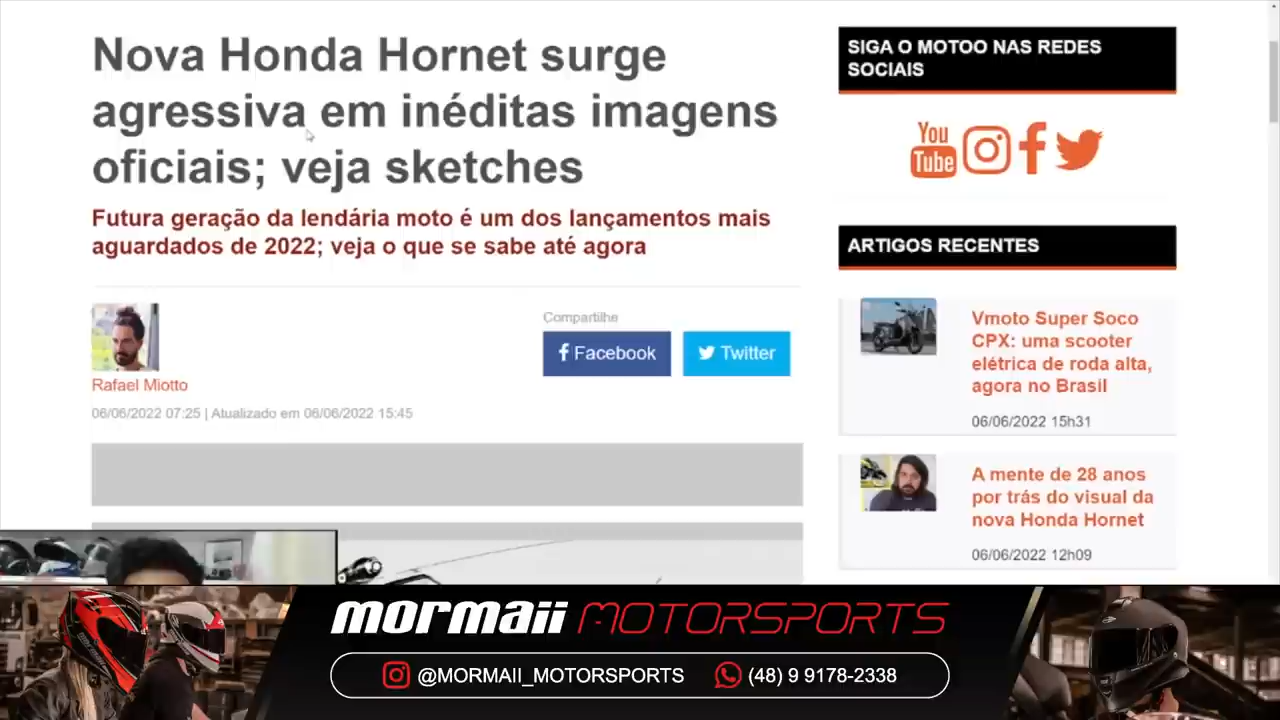 Nova Honda Hornet surge
agressiva em inéditas imagens
oficiais; veja sketches
Futura geração da lendária moto é um dos lançamentos mais
aguardados de 2022; veja o que se sabe até agora
Rafael Miotto
06/06/2022 07:25 | Atualizado em 06/06/2022 15:45
Compartilhe
Facebook
Twitter
SIGA O MOTOO NAS REDES
SOCIAIS
You
Tube
ARTIGOS RECENTES
Vmoto Super Soco
CPX: uma scooter
elétrica de roda alta,
agora no Brasil
06/06/2022 15h31
A mente de 28 anos
por trás do visual da
nova Honda Hornet
06/06/2022 12h09
mormaii MOTORSPORTS
@MORMAII_MOTORSPORTS
(48) 9 9178-2338